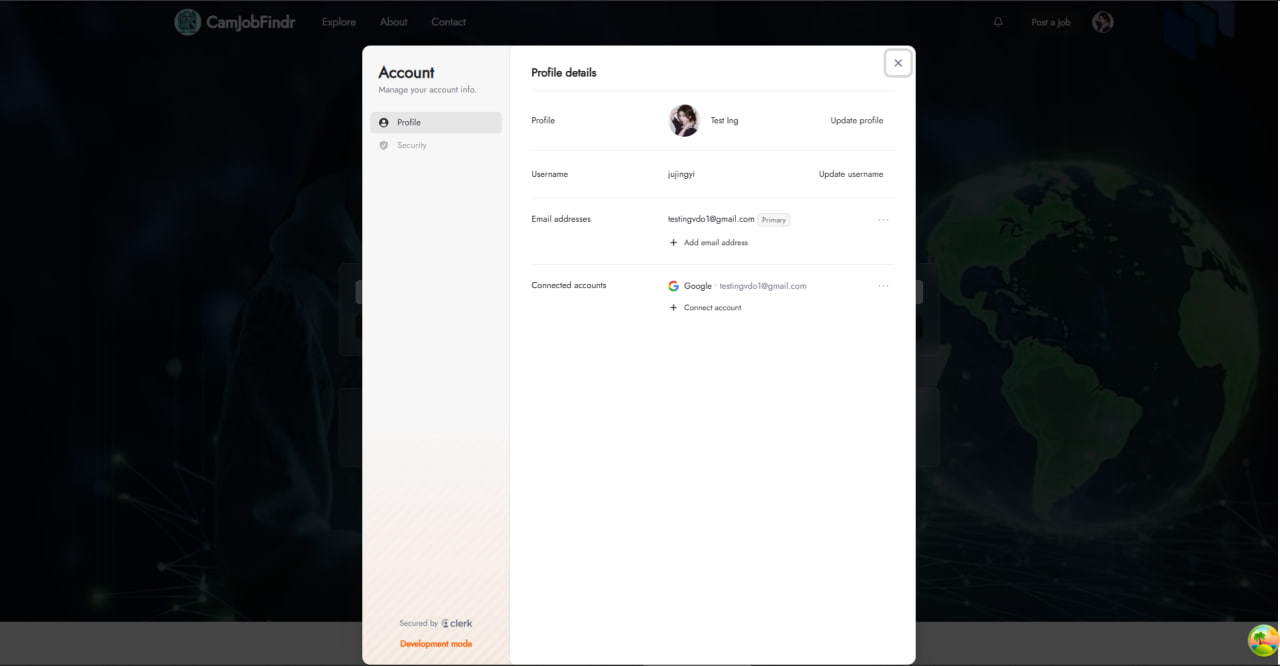 CamJobFindr
Explore
About
Contact
Post a Job
Account
Manage your account info.
Profile
Security
Profile details
Profile
Test Ing
Update profile
Username
jujingyi
Update username
Email addresses
testingvdo1@gmail.com Primary
...
+ Add email address
Connected accounts
Google · testingvdo1@gmail.com
...
+ Connect account
Secured by clerk
Development mode